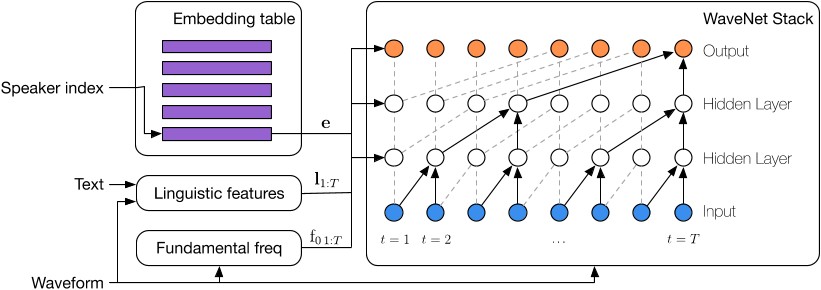 Embedding table
WaveNet Stack
Output
Speaker index
Hidden Layer
e
Hidden Layer
Text
l1:T
Linguistic features
Input
f0 1:T
Fundamental freq
t = 1 t = 2 ... t = T
Waveform